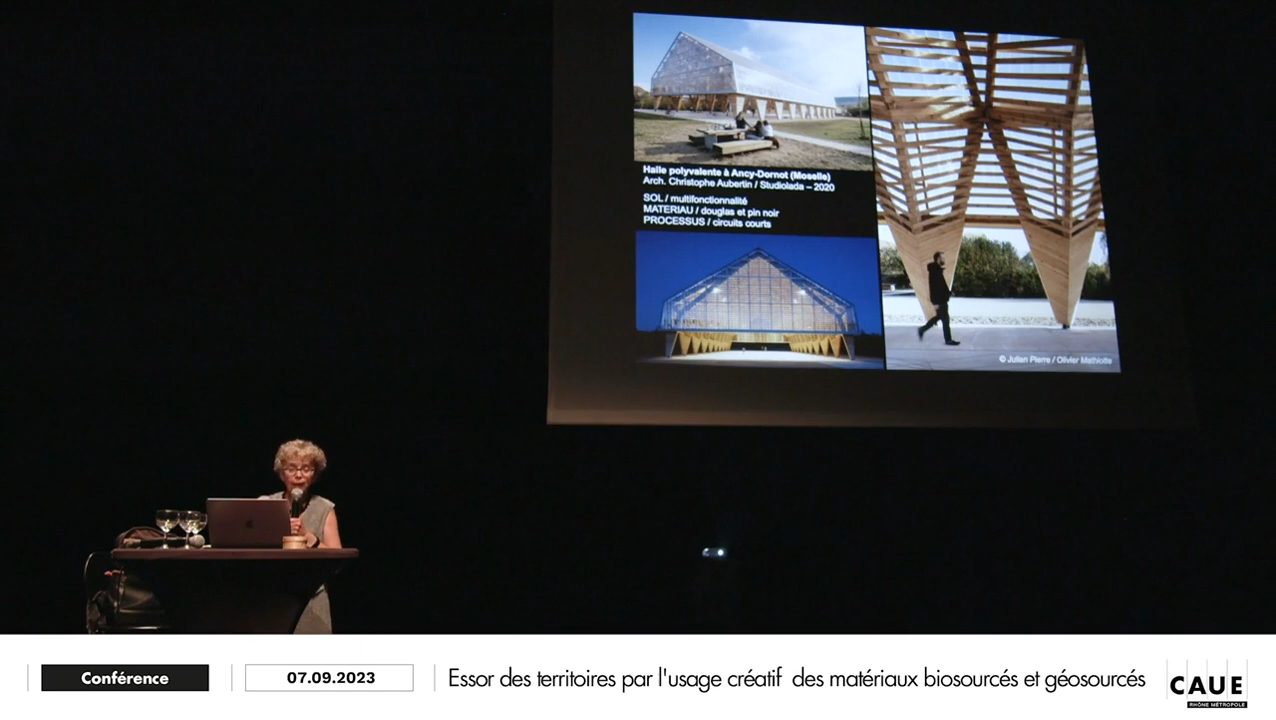 Halle polyvalente à Ancy-Dornot (Moselle)
Arch. Christophe Aubertin / Studiolada – 2020
SOL / multifonctionnalité
MATERIAU / douglas et pin noir
PROCESSUS / circuits courts
© Julien Pierre / Olivier Mathiotte
Conférence
07.09.2023
Essor des territoires par l'usage créatif des matériaux biosourcés et géosourcés
CAUE
RHÔNE MÉTROPOLE